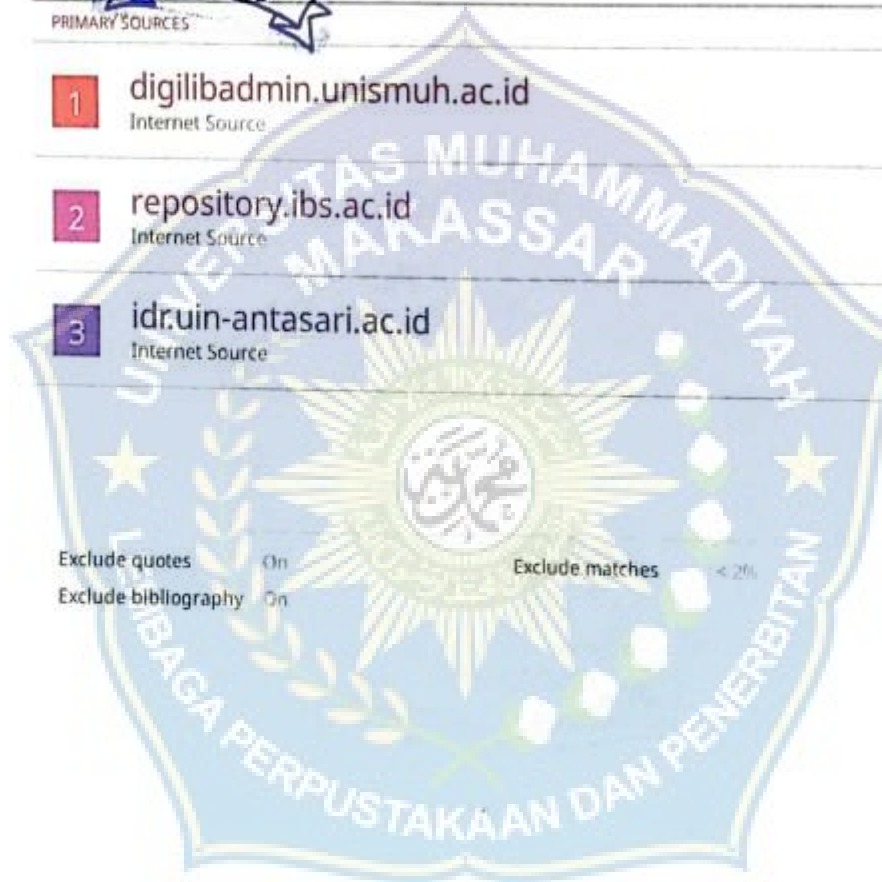 PRIMARY SOURCES
1 digilibadmin.unismuh.ac.id
Internet Source
2 repository.ibs.ac.id
Internet Source
3 idr.uin-antasari.ac.id
Internet Source
Exclude quotes On
Exclude matches < 2%
Exclude bibliography On
UNIVERSITAS MUHAMMADIYAH
MAKASSAR
محمدية
LEMBAGA PERPUSTAKAAN DAN PENERBITAN